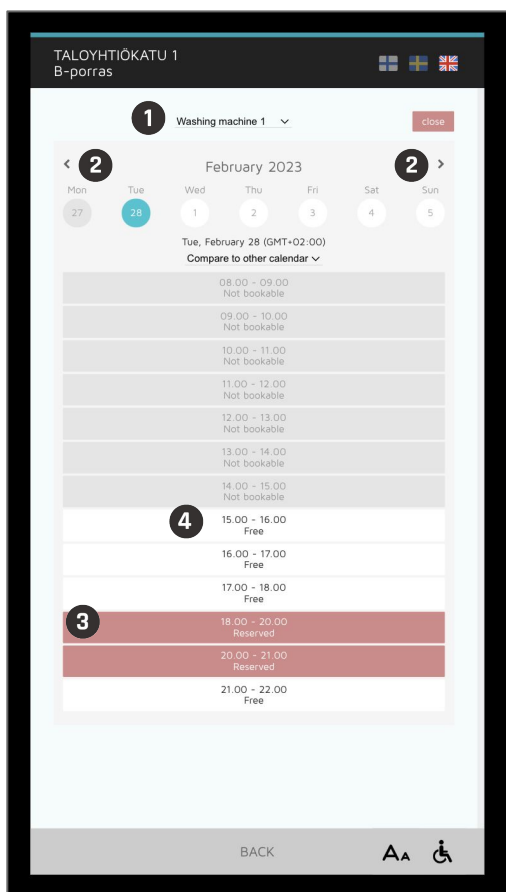 TALOYHTIÖKATU 1
B-porras
1 Washing machine 1 close
2 February 2023 2
Mon Tue Wed Thu Fri Sat Sun
27 28 1 2 3 4 5
Tue, February 28 (GMT+02:00)
Compare to other calendar
08.00 - 09.00
Not bookable
09.00 - 10.00
Not bookable
10.00 - 11.00
Not bookable
11.00 - 12.00
Not bookable
12.00 - 13.00
Not bookable
13.00 - 14.00
Not bookable
14.00 - 15.00
Not bookable
4 15.00 - 16.00
Free
16.00 - 17.00
Free
17.00 - 18.00
Free
3 18.00 - 20.00
Reserved
20.00 - 21.00
Reserved
21.00 - 22.00
Free
BACK AA